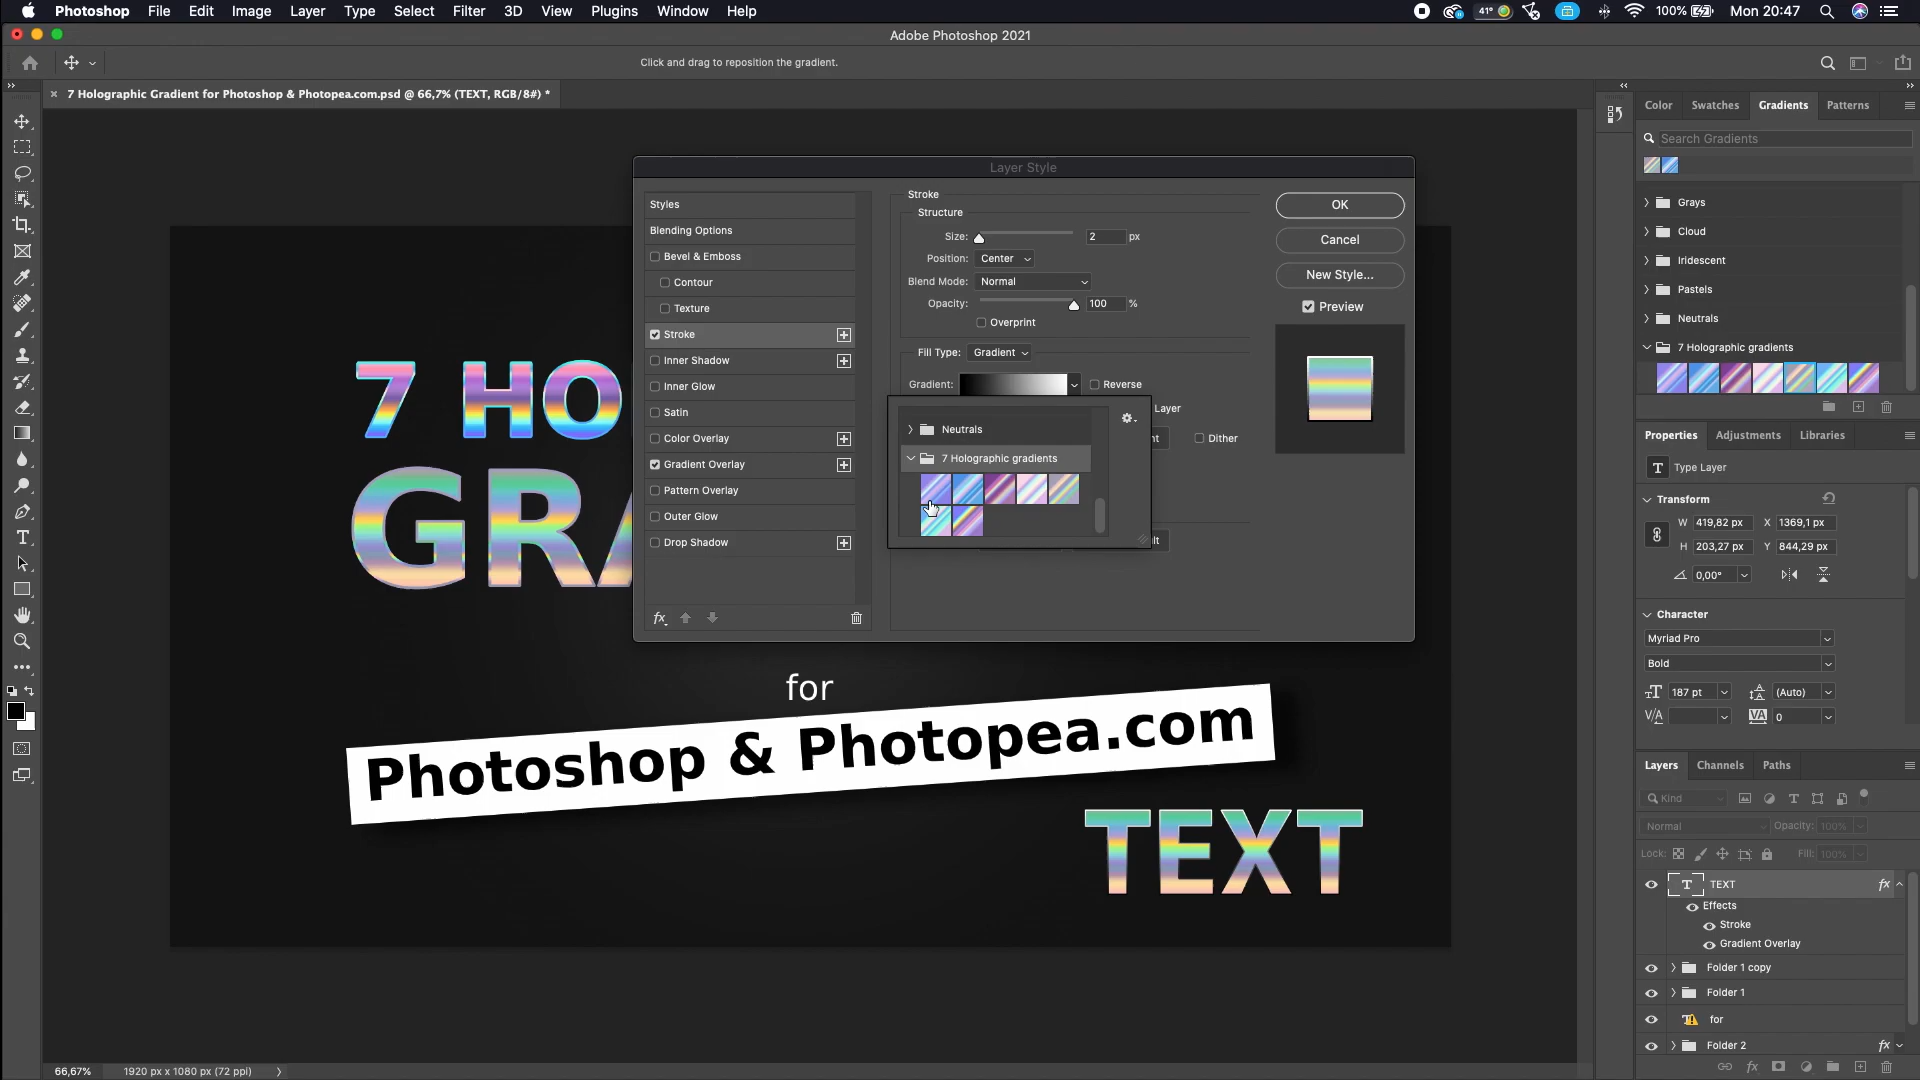 Photoshop File Edit Image Layer Type Select Filter 3D View Plugins Window Help 41° 100% Mon 20:47
Adobe Photoshop 2021
Click and drag to reposition the gradient.
7 Holographic Gradient for Photoshop & Photopea.com.psd @ 66,7% (TEXT, RGB/8#) *
Color Swatches Gradients Patterns
Search Gradients
Grays
Cloud
Iridescent
Pastels
Neutrals
7 Holographic gradients
Layer Style
Styles
Blending Options
Bevel & Emboss
Contour
Texture
Stroke
Inner Shadow
Inner Glow
Satin
Color Overlay
Gradient Overlay
Pattern Overlay
Outer Glow
Drop Shadow
fx
Stroke
Structure
Size: 2 px
Position: Center
Blend Mode: Normal
Opacity: 100 %
Overprint
Fill Type: Gradient
Gradient: Reverse
Layer
Dither
Neutrals
7 Holographic gradients
OK
Cancel
New Style...
Preview
7 HO
GRA
for
Photoshop & Photopea.com
TEXT
Properties Adjustments Libraries
T Type Layer
Transform
W 419,82 px X 1369,1 px
H 203,27 px Y 844,29 px
0,00°
Character
Myriad Pro
Bold
187 pt (Auto)
0
Layers Channels Paths
Kind
Normal Opacity: 100%
Lock: Fill: 100%
T TEXT fx
Effects
Stroke
Gradient Overlay
Folder 1 copy
Folder 1
for
Folder 2 fx
66,67% 1920 px x 1080 px (72 ppi)